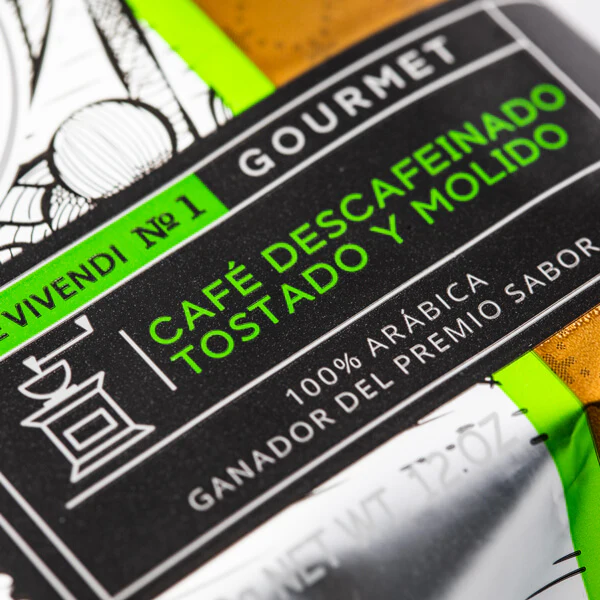 GOURMET
VIVENDI Nº 1
CAFÉ DESCAFEINADO
TOSTADO Y MOLIDO
100% ARÁBICA
GANADOR DEL PREMIO SABOR
NET WT 12 OZ